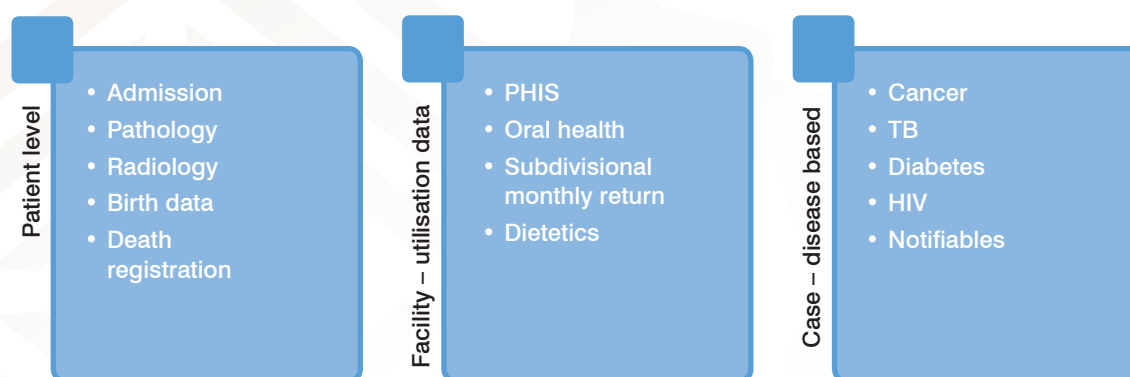 Patient level
• Admission
• Pathology
• Radiology
• Birth data
• Death
registration
Facility – utilisation data
• PHIS
• Oral health
• Subdivisional
monthly return
• Dietetics
Case – disease based
• Cancer
• TB
• Diabetes
• HIV
• Notifiables